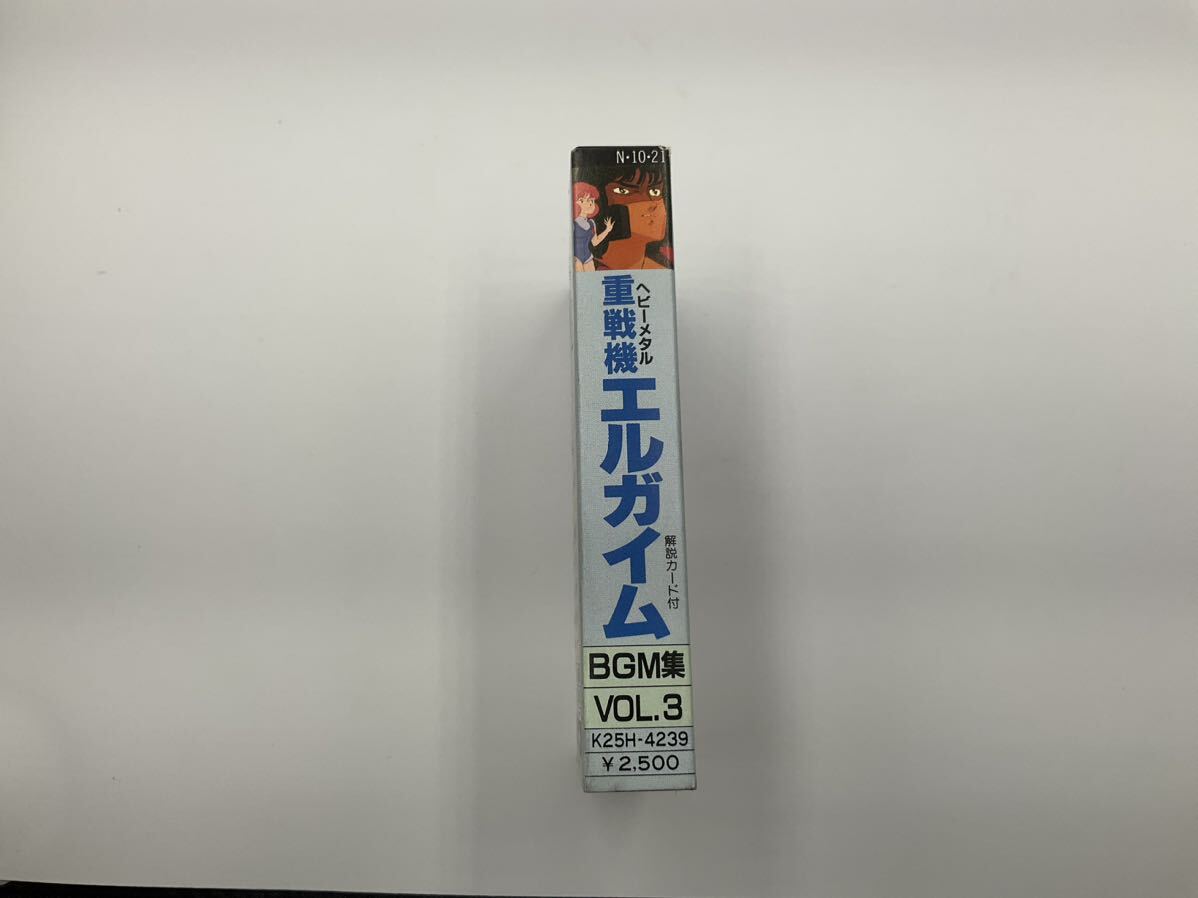 N・10・21
ヘビーメタル
重戦機
エルガイム
解説カード付
BGM集
VOL.3
K25H-4239
¥2,500